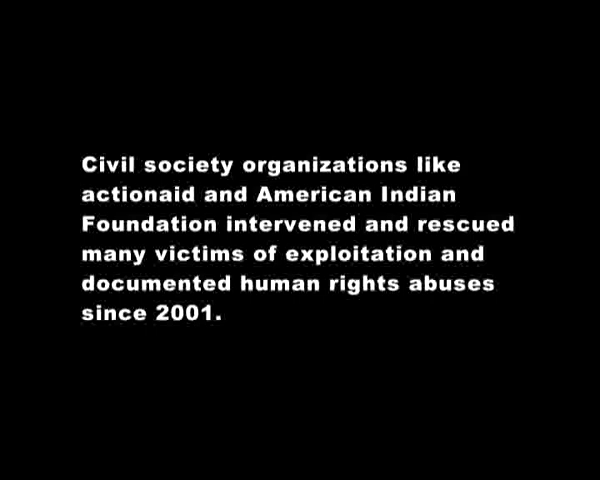 Civil society organizations like
actionaid and American Indian
Foundation intervened and rescued
many victims of exploitation and
documented human rights abuses
since 2001.